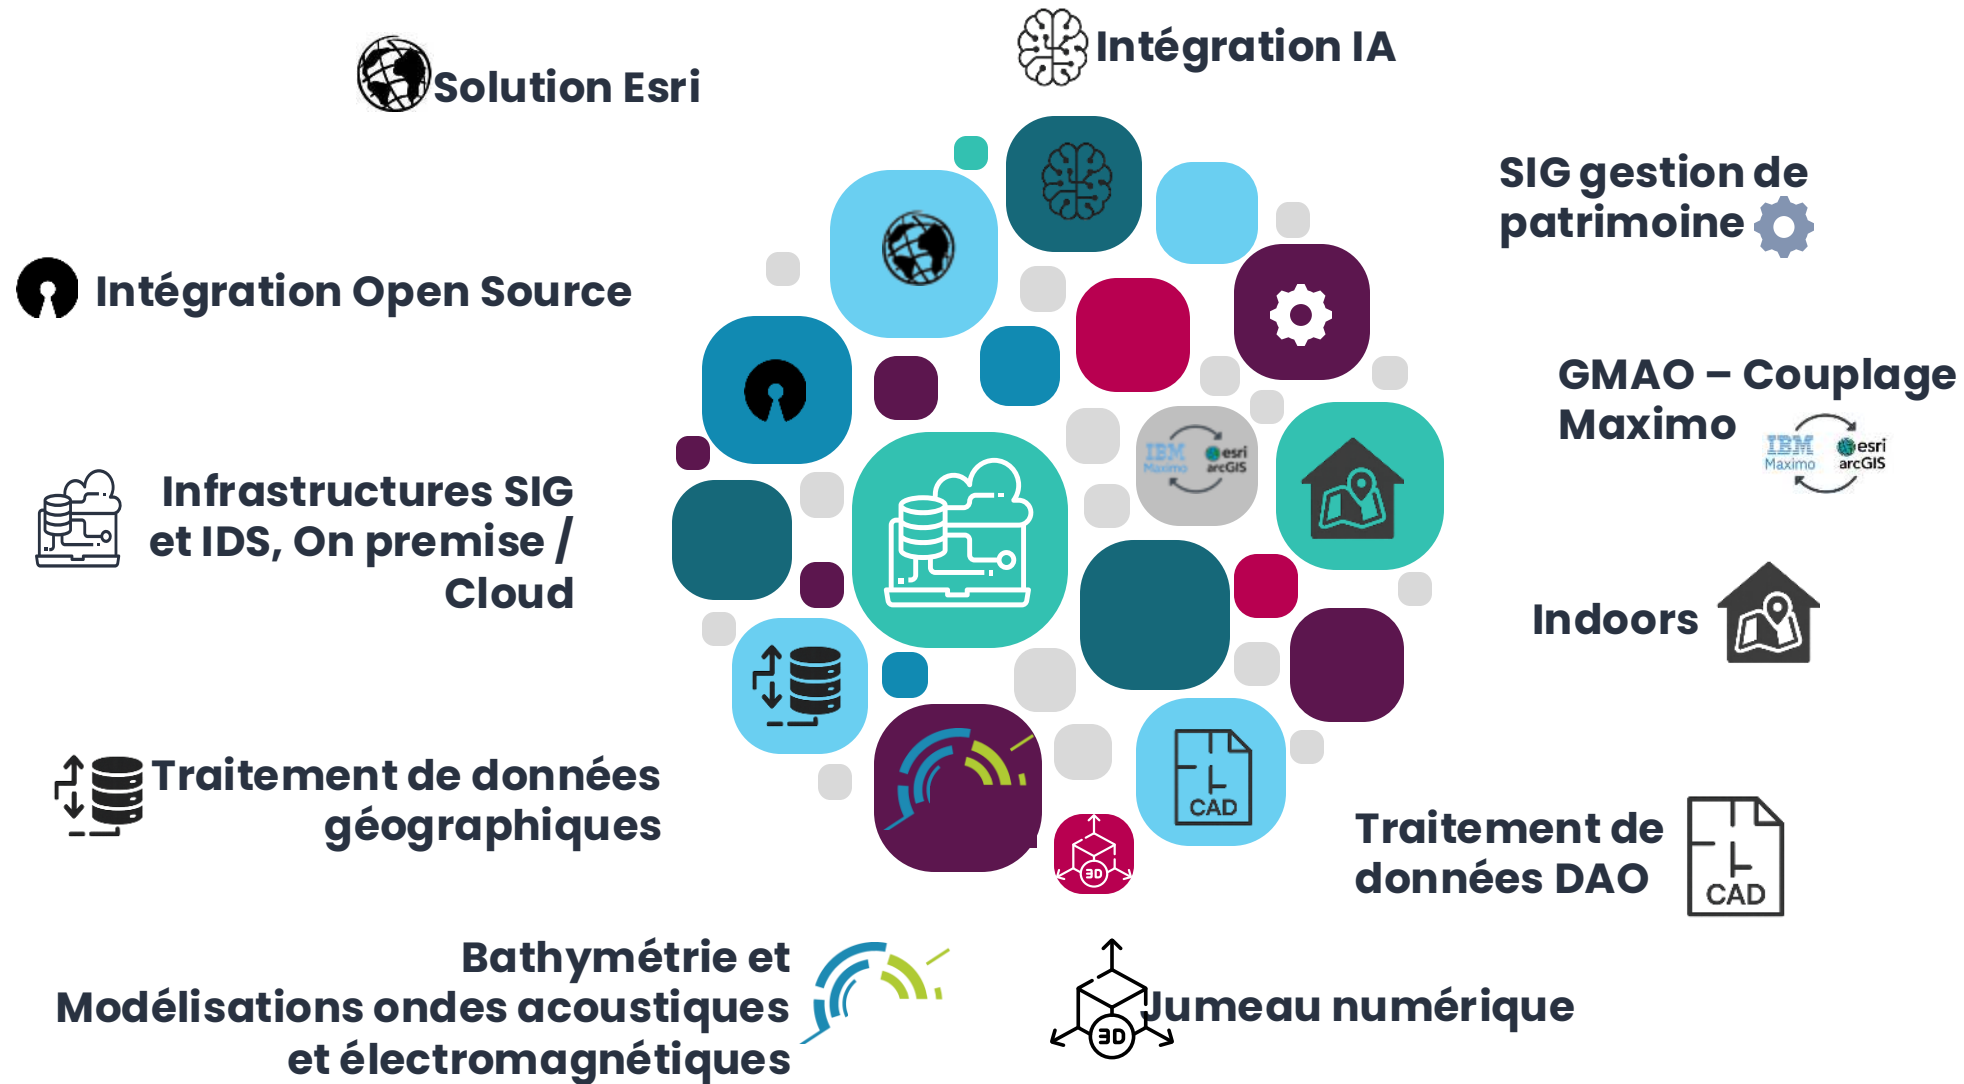 Intégration IA
Solution Esri
SIG gestion de
patrimoine
Intégration Open Source
GMAO – Couplage
Maximo
IBM
Maximo
esri
arcGIS
IBM
Maximo
esri
arcGIS
Infrastructures SIG
et IDS, On premise /
Cloud
Indoors
Traitement de données
géographiques
CAD
3D
Traitement de
données DAO
CAD
Bathymétrie et
Modélisations ondes acoustiques
et électromagnétiques
Jumeau numérique
3D